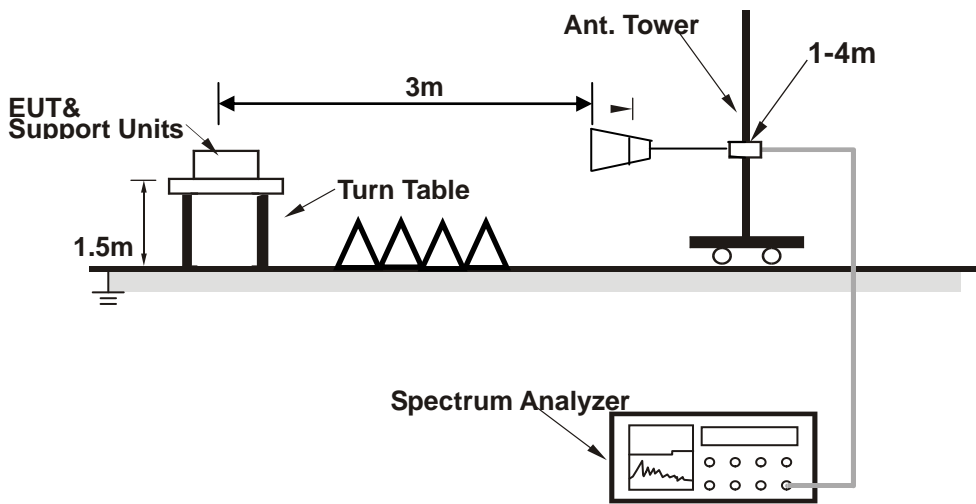 Ant. Tower
1-4m
3m
EUT&
Support Units
Turn Table
1.5m
Spectrum Analyzer